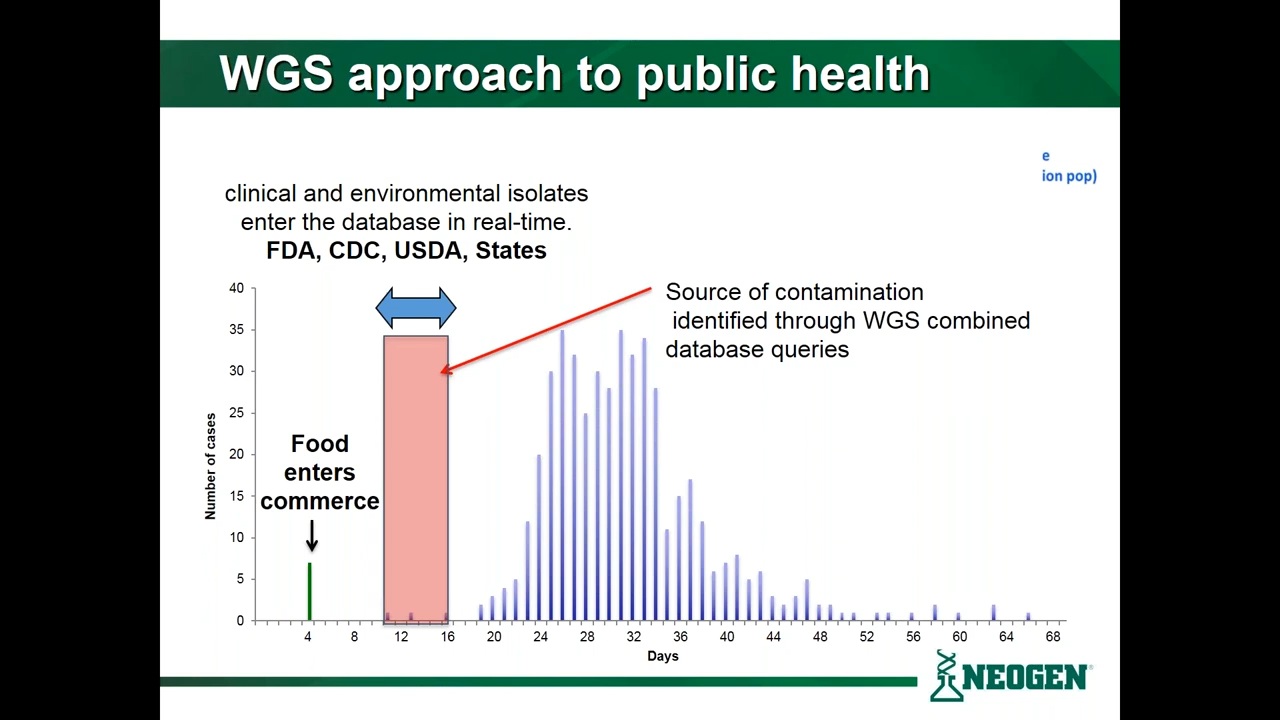 WGS approach to public health
e
ion pop)
clinical and environmental isolates
enter the database in real-time.
FDA, CDC, USDA, States
Source of contamination
identified through WGS combined
database queries
Food
enters
commerce
Number of cases
40
35
30
25
20
15
10
5
0
4 8 12 16 20 24 28 32 36 40 44 48 52 56 60 64 68
Days
NEOGEN®